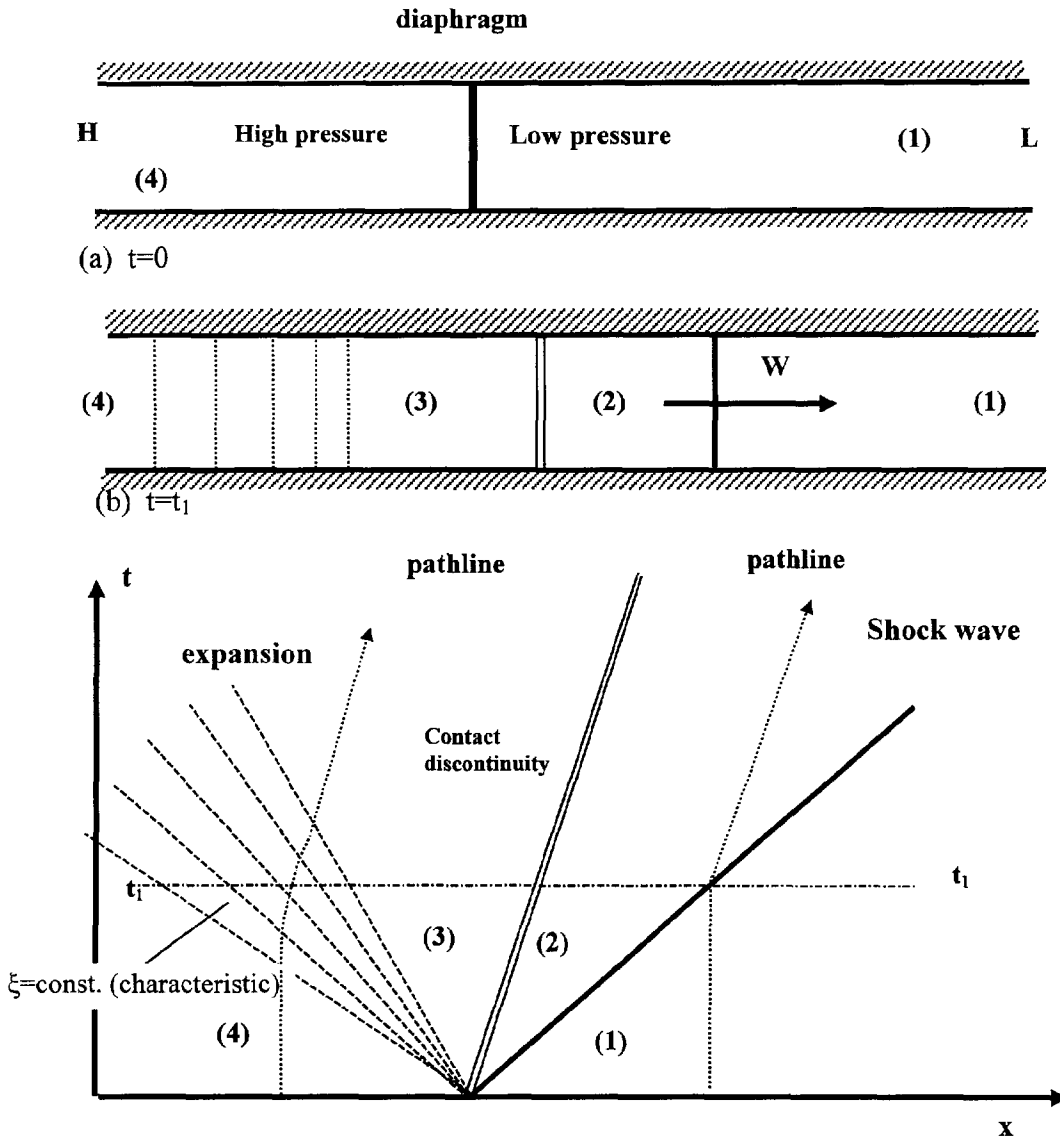 diaphragm
H High pressure Low pressure (1) L
(4)
(a) t=0
(4) (3) (2) W (1)
(b) t=t₁
t pathline pathline
Shock wave
expansion
Contact
discontinuity
t₁ t₁
(3) (2)
ξ=const. (characteristic)
(4) (1)
x